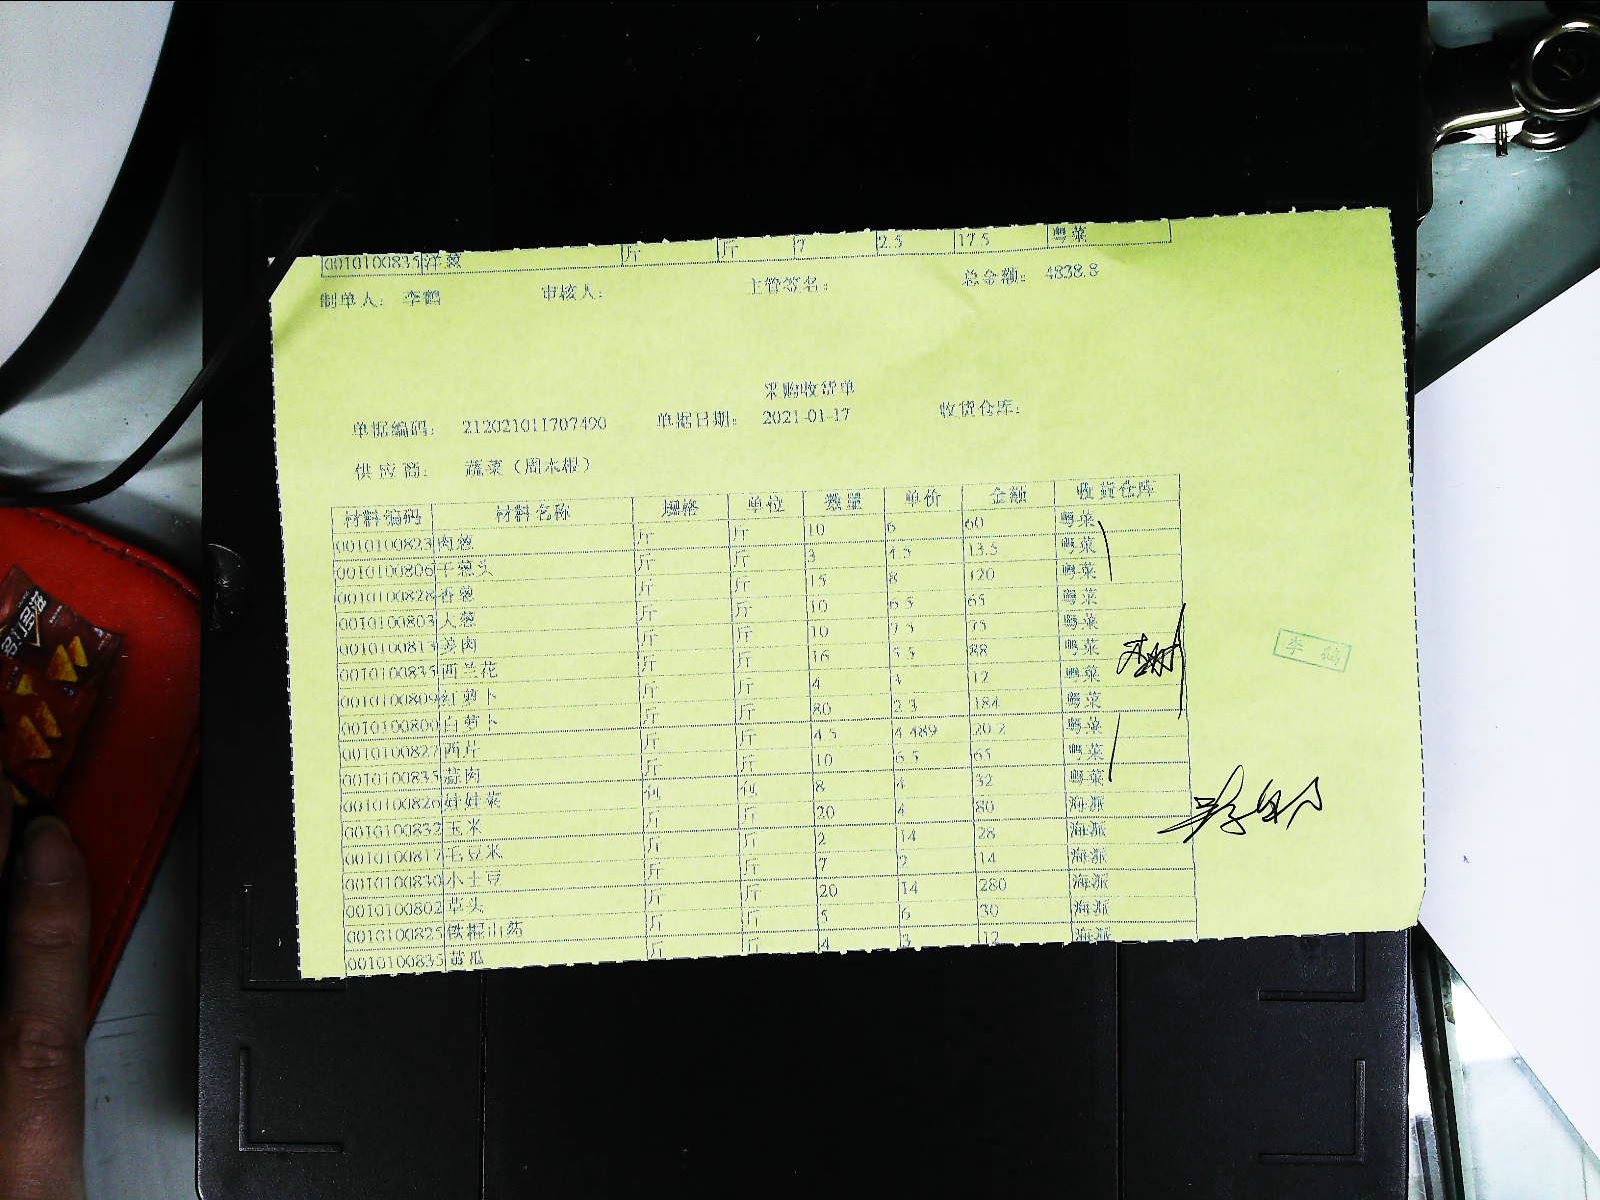 0010100835 洋葱 斤 斤 7 2.5 17.5 粤菜
制单人： 李鹤 审核人： 主管签名： 总金额： 4838.8
采购收货单
单据编码： 212021011707490 单据日期： 2021-01-17 收货仓库：
供应商： 蔬菜（周木根）
材料编码 材料名称 规格 单位 数量 单价 金额 收货仓库
0010100823 肉葱 斤 斤 10 6 60 粤菜
0010100806 干葱头 斤 斤 3 4.5 13.5 粤菜
0010100828 香葱 斤 斤 15 8 120 粤菜
0010100803 大葱 斤 斤 10 6.5 65 粤菜
0010100813 姜肉 斤 斤 10 7.5 75 粤菜
0010100835 西兰花 斤 斤 16 5.5 88 粤菜
0010100809 红萝卜 斤 斤 4 3 12 粤菜
0010100800 白萝卜 斤 斤 80 2.3 184 粤菜
0010100827 西芹 斤 斤 4.5 4.489 20.2 粤菜
0010100835 蒜肉 斤 斤 10 6.5 65 粤菜
0010100826 娃娃菜 包 包 8 4 32 粤菜
0010100832 玉米 斤 斤 20 4 80 海派
0010100817 毛豆米 斤 斤 2 14 28 海派
0010100830 小土豆 斤 斤 7 2 14 海派
0010100802 草头 斤 斤 20 14 280 海派
0010100825 铁棍山药 斤 斤 5 6 30 海派
0010100835 黄瓜 斤 斤 4 3 12 海派
李鹤